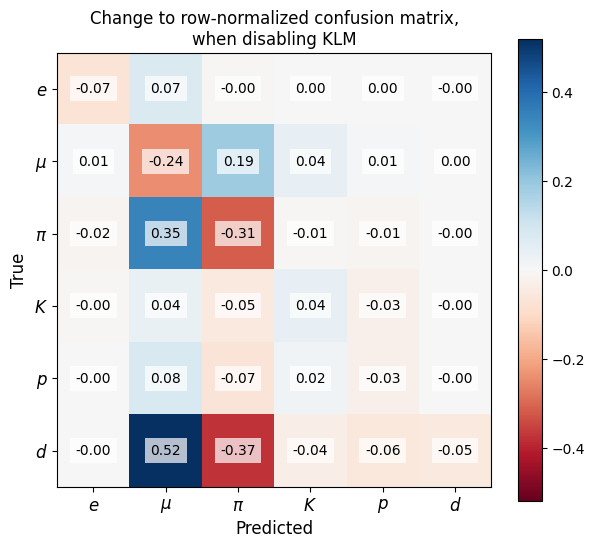 Change to row-normalized confusion matrix,
when disabling KLM
e -0.07 0.07 -0.00 0.00 0.00 -0.00
μ 0.01 -0.24 0.19 0.04 0.01 0.00
π -0.02 0.35 -0.31 -0.01 -0.01 -0.00
K -0.00 0.04 -0.05 0.04 -0.03 -0.00
p -0.00 0.08 -0.07 0.02 -0.03 -0.00
d -0.00 0.52 -0.37 -0.04 -0.06 -0.05
True
e μ π K p d
Predicted
0.4
0.2
0.0
−0.2
−0.4